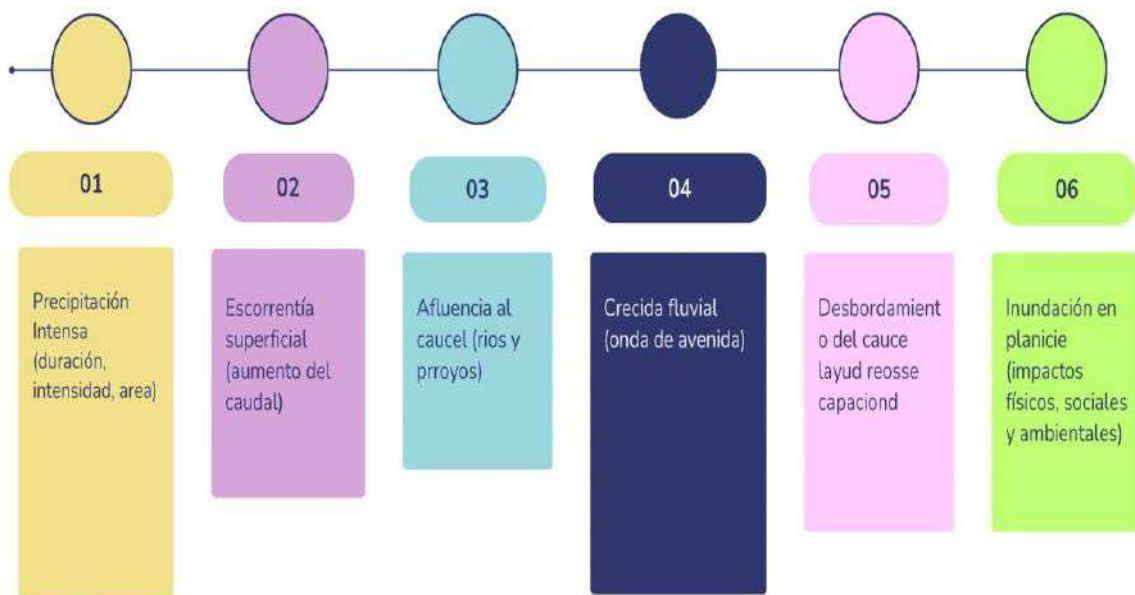 01
Precipitación
Intensa
(duración,
intensidad, area)
02
Escorrentía
superficial
(aumento del
caudal)
03
Afluencia al
caucel (rios y
prroyos)
04
Crecida fluvial
(onda de avenida)
05
Desbordamient
o del cauce
layud reosse
capaciond
06
Inundación en
planicie
(impactos
físicos, sociales
y ambientales)